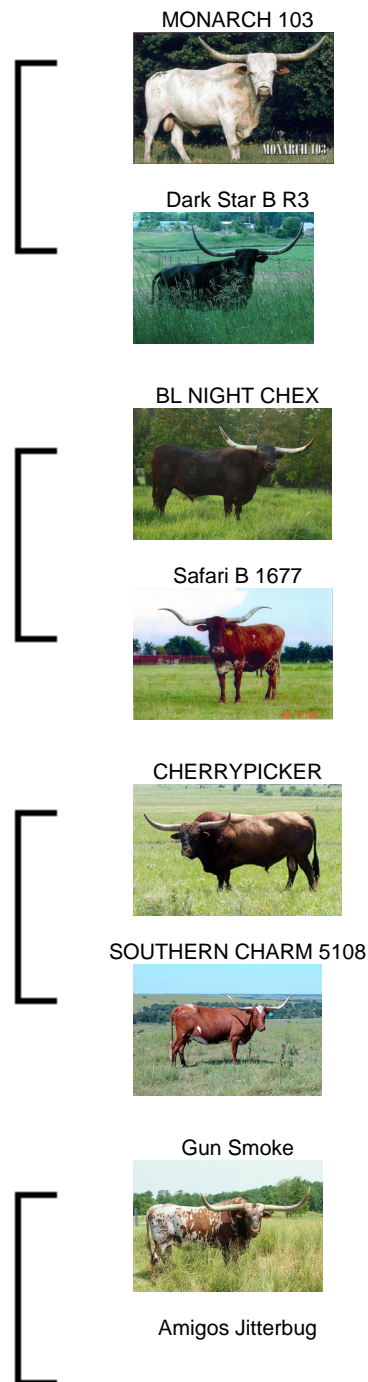 MONARCH 103
MONARCH 103
Dark Star B R3
BL NIGHT CHEX
Safari B 1677
CHERRYPICKER
SOUTHERN CHARM 5108
Gun Smoke
Amigos Jitterbug